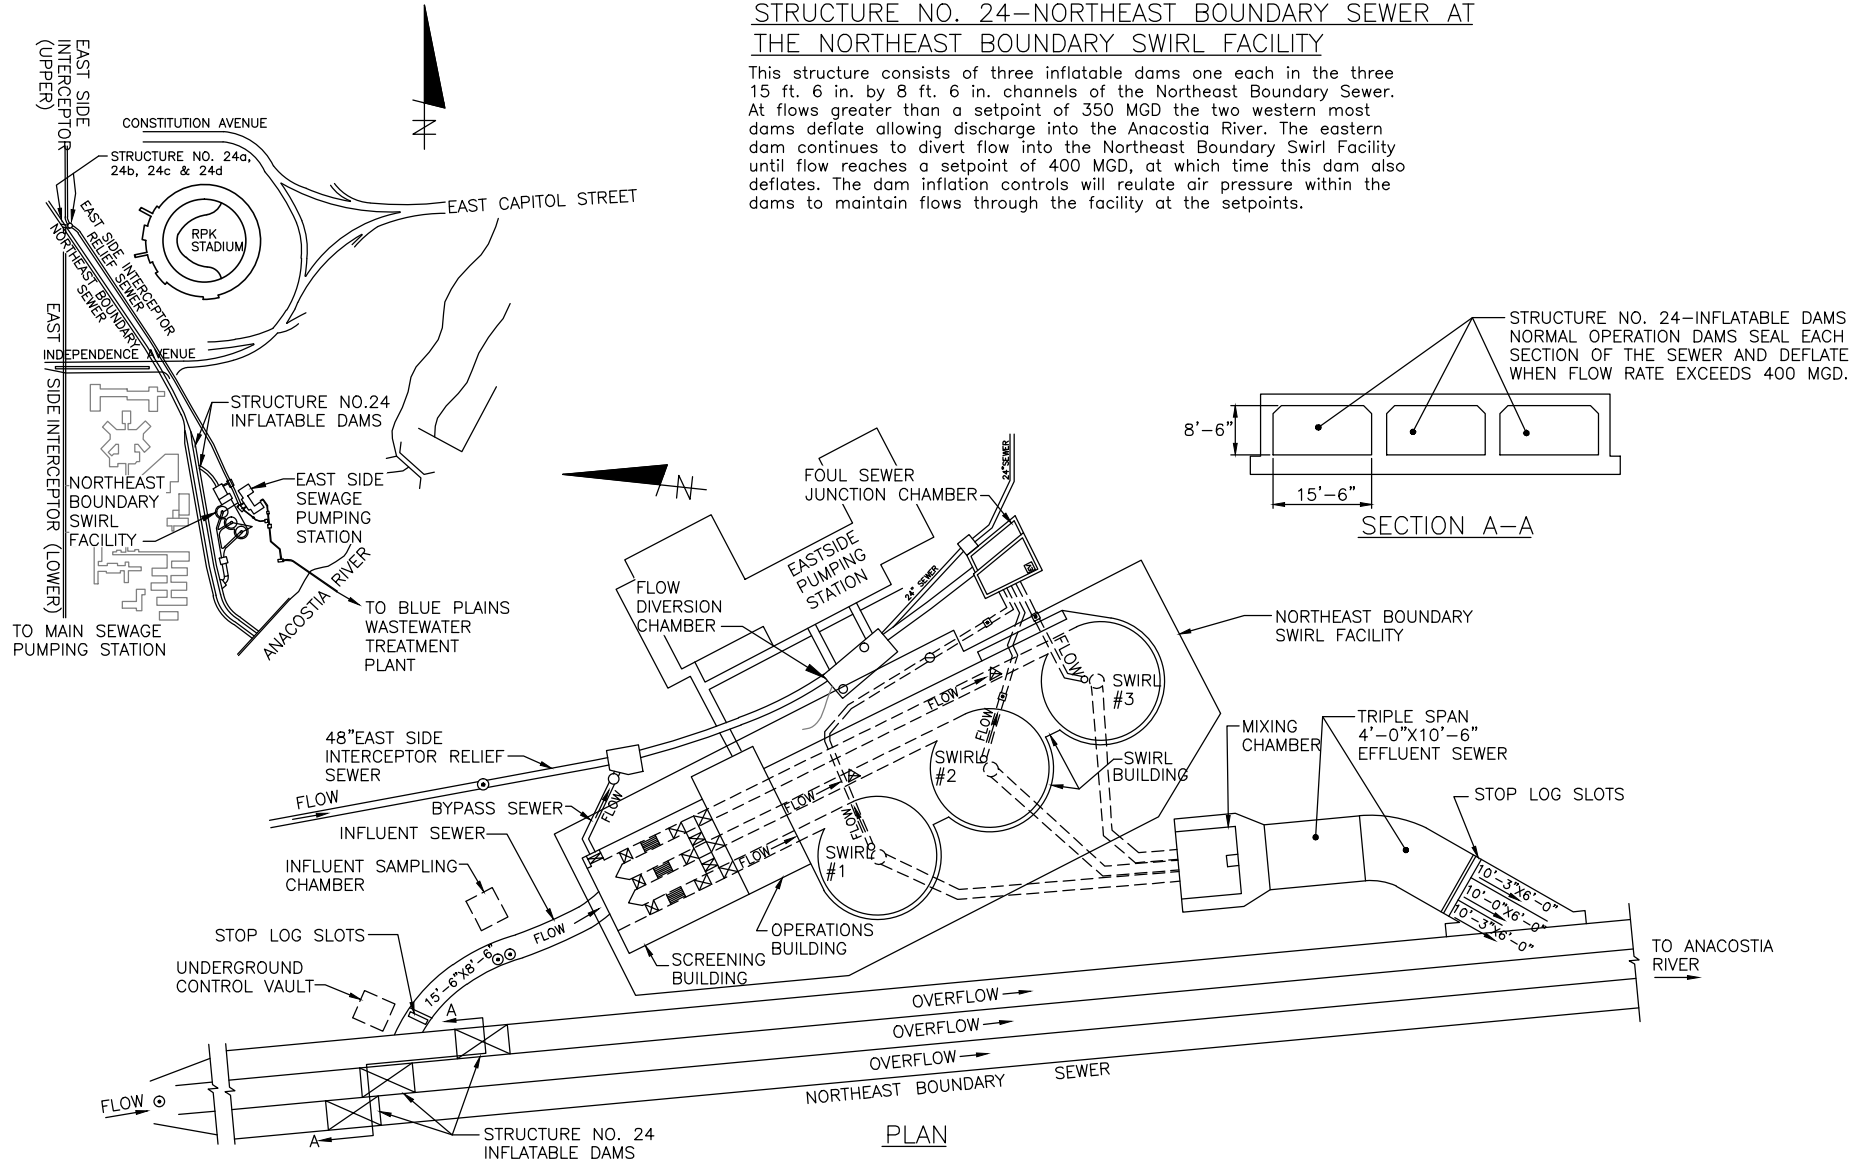 STRUCTURE NO. 24-NORTHEAST BOUNDARY SEWER AT
THE NORTHEAST BOUNDARY SWIRL FACILITY
This structure consists of three inflatable dams one each in the three
15 ft. 6 in. by 8 ft. 6 in. channels of the Northeast Boundary Sewer.
At flows greater than a setpoint of 350 MGD the two western most
dams deflate allowing discharge into the Anacostia River. The eastern
dam continues to divert flow into the Northeast Boundary Swirl Facility
until flow reaches a setpoint of 400 MGD, at which time this dam also
deflates. The dam inflation controls will reulate air pressure within the
dams to maintain flows through the facility at the setpoints.
EAST SIDE
INTERCEPTOR
(UPPER)
N
CONSTITUTION AVENUE
STRUCTURE NO. 24a,
24b, 24c & 24d
EAST CAPITOL STREET
RPK
STADIUM
EAST SIDE INTERCEPTOR
RELIEF SEWER
NORTHEAST BOUNDARY
SEWER
EAST SIDE INTERCEPTOR (LOWER)
INDEPENDENCE AVENUE
STRUCTURE NO.24
INFLATABLE DAMS
NORTHEAST
BOUNDARY
SWIRL
FACILITY
EAST SIDE
SEWAGE
PUMPING
STATION
ANACOSTIA RIVER
TO BLUE PLAINS
WASTEWATER
TREATMENT
PLANT
TO MAIN SEWAGE
PUMPING STATION
STRUCTURE NO. 24-INFLATABLE DAMS
NORMAL OPERATION DAMS SEAL EACH
SECTION OF THE SEWER AND DEFLATE
WHEN FLOW RATE EXCEEDS 400 MGD.
8'-6"
15'-6"
SECTION A-A
N
FOUL SEWER
JUNCTION CHAMBER
24"SEWER
EASTSIDE
PUMPING
STATION
24" SEWER
FLOW
DIVERSION
CHAMBER
NORTHEAST BOUNDARY
SWIRL FACILITY
FLOW
SWIRL
#3
FLOW
FLOW
SWIRL
#2
SWIRL
BUILDING
MIXING
CHAMBER
TRIPLE SPAN
4'-0"X10'-6"
EFFLUENT SEWER
STOP LOG SLOTS
48"EAST SIDE
INTERCEPTOR RELIEF
SEWER
FLOW
BYPASS SEWER
FLOW
FLOW
FLOW
FLOW
SWIRL
#1
INFLUENT SEWER
INFLUENT SAMPLING
CHAMBER
10'-3"X6'-0"
10'-0"X6'-0"
10'-3"X6'-0"
STOP LOG SLOTS
FLOW
15'-6"X8'-6"
OPERATIONS
BUILDING
SCREENING
BUILDING
UNDERGROUND
CONTROL VAULT
TO ANACOSTIA
RIVER
A
OVERFLOW
OVERFLOW
OVERFLOW
NORTHEAST BOUNDARY SEWER
FLOW
A
STRUCTURE NO. 24
INFLATABLE DAMS
PLAN